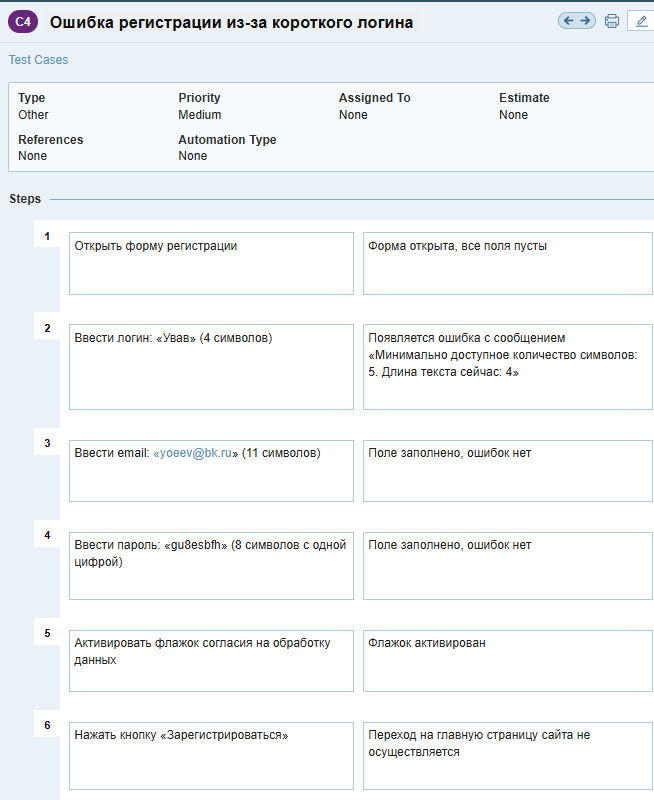 C4 Ошибка регистрации из-за короткого логина
Test Cases
Type Priority Assigned To Estimate
Other Medium None None
References Automation Type
None None
Steps
1
Открыть форму регистрации
Форма открыта, все поля пусты
2
Ввести логин: «Ував» (4 символов)
Появляется ошибка с сообщением
«Минимально доступное количество символов:
5. Длина текста сейчас: 4»
3
Ввести email: «yoeev@bk.ru» (11 символов)
Поле заполнено, ошибок нет
4
Ввести пароль: «gu8esbfh» (8 символов с одной
цифрой)
Поле заполнено, ошибок нет
5
Активировать флажок согласия на обработку
данных
Флажок активирован
6
Нажать кнопку «Зарегистрироваться»
Переход на главную страницу сайта не
осуществляется